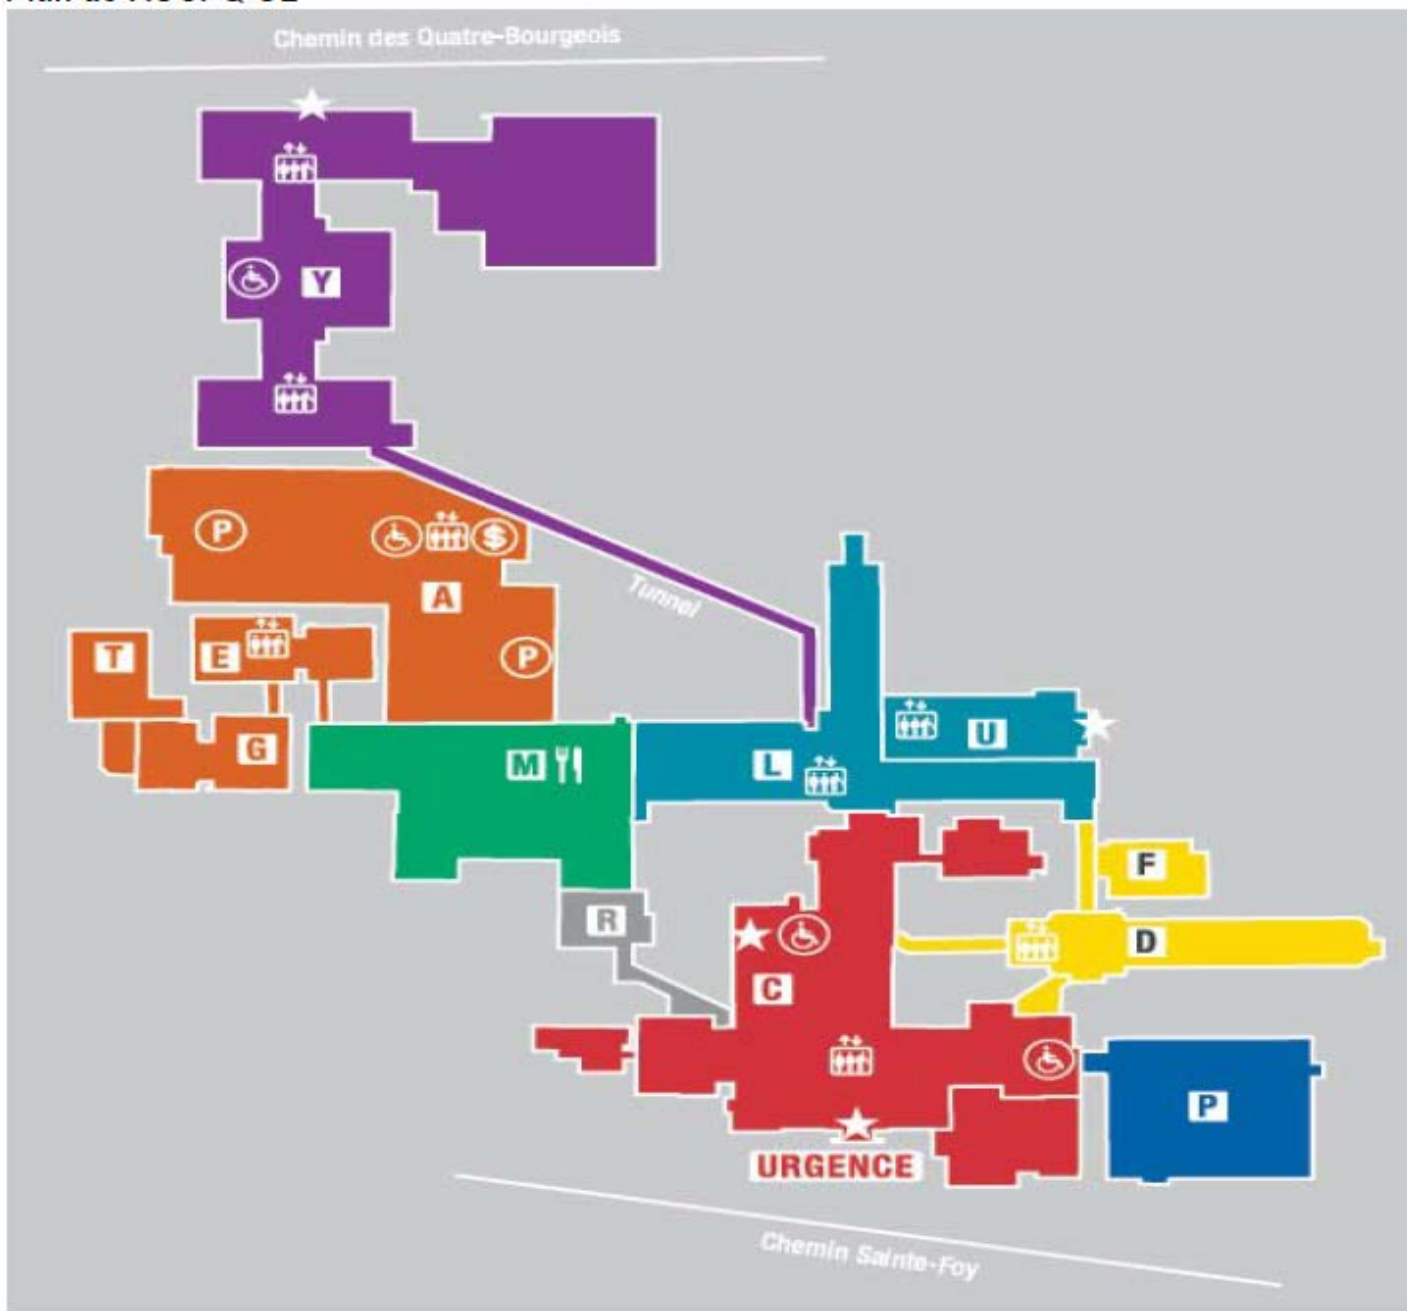 Chemin des Quatre-Bourgeois
Y
P
$
A
Tunnel
T
E
P
G
M
L
U
F
R
D
C
P
URGENCE
Chemin Sainte-Foy